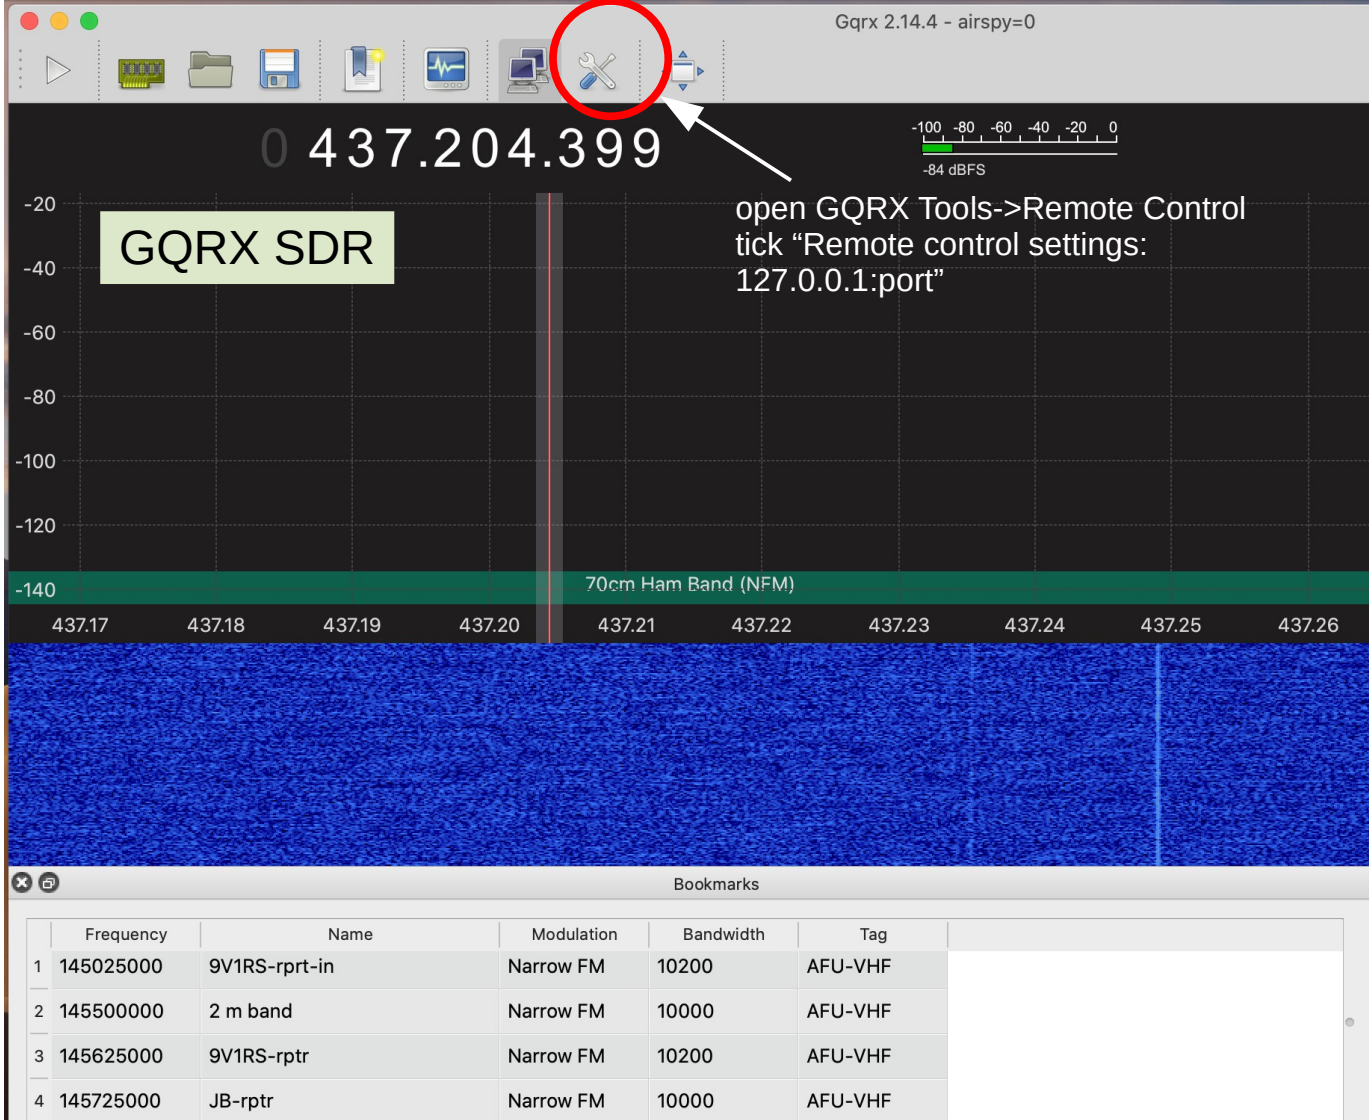 Gqrx 2.14.4 - airspy=0
0 437.204.399
-100 -80 -60 -40 -20 0
-84 dBFS
-20
GQRX SDR
open GQRX Tools->Remote Control
tick “Remote control settings:
127.0.0.1:port”
-40
-60
-80
-100
-120
-140
70cm Ham Band (NFM)
437.17 437.18 437.19 437.20 437.21 437.22 437.23 437.24 437.25 437.26
Bookmarks
Frequency Name Modulation Bandwidth Tag
1 145025000 9V1RS-rprt-in Narrow FM 10200 AFU-VHF
2 145500000 2 m band Narrow FM 10000 AFU-VHF
3 145625000 9V1RS-rptr Narrow FM 10200 AFU-VHF
4 145725000 JB-rptr Narrow FM 10000 AFU-VHF